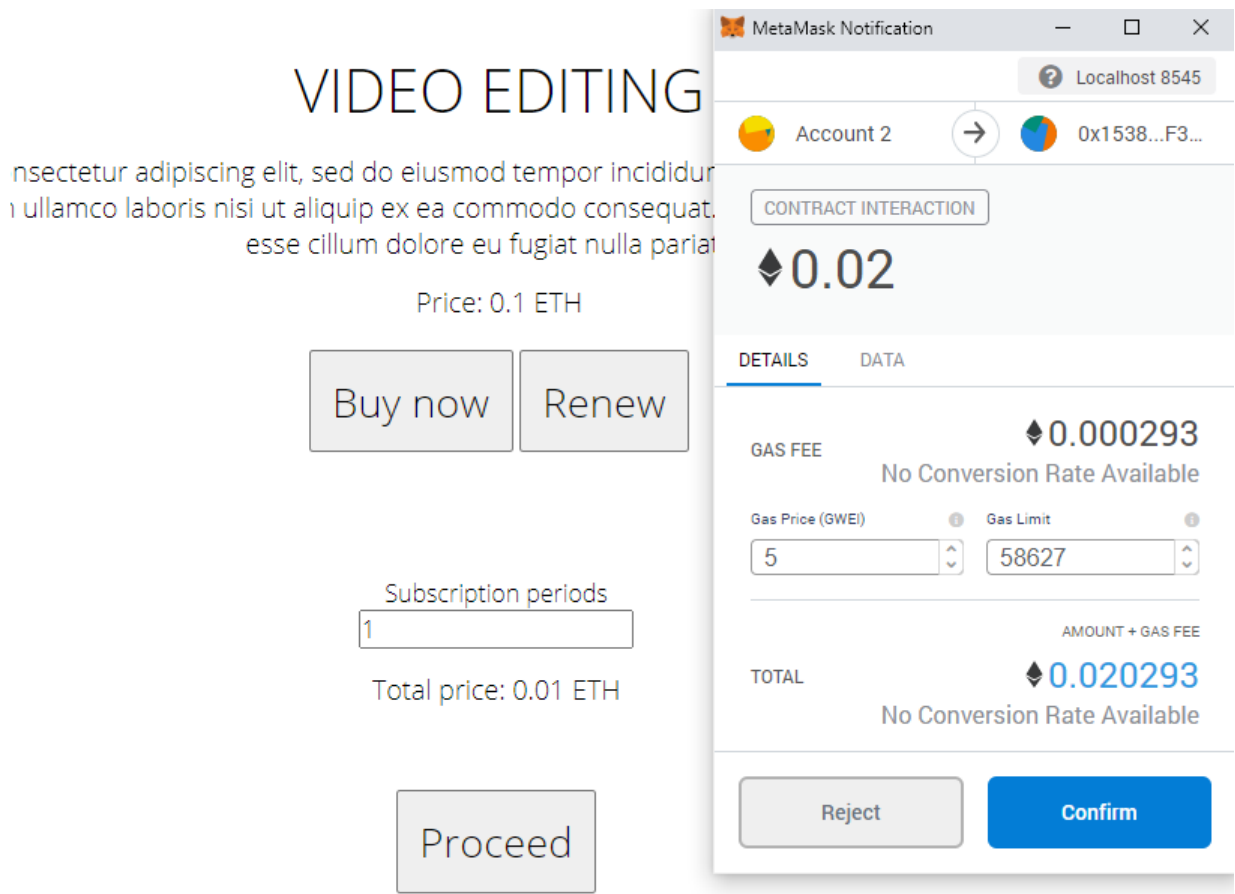 VIDEO EDITING
nsectetur adipiscing elit, sed do eiusmod tempor
ullamco laboris nisi ut aliquip ex ea commodo consequat.
esse cillum dolore eu fugiat nulla
Price: 0.1 ETH
Buy now
Renew
Subscription periods
1
Total price: 0.01 ETH
Proceed
MetaMask Notification
Localhost 8545
Account 2
0x1538...F3...
CONTRACT INTERACTION
0.02
DETAILS
DATA
GAS FEE
0.000293
No Conversion Rate Available
Gas Price (GWEI)
Gas Limit
5
58627
AMOUNT + GAS FEE
TOTAL
0.020293
No Conversion Rate Available
Reject
Confirm